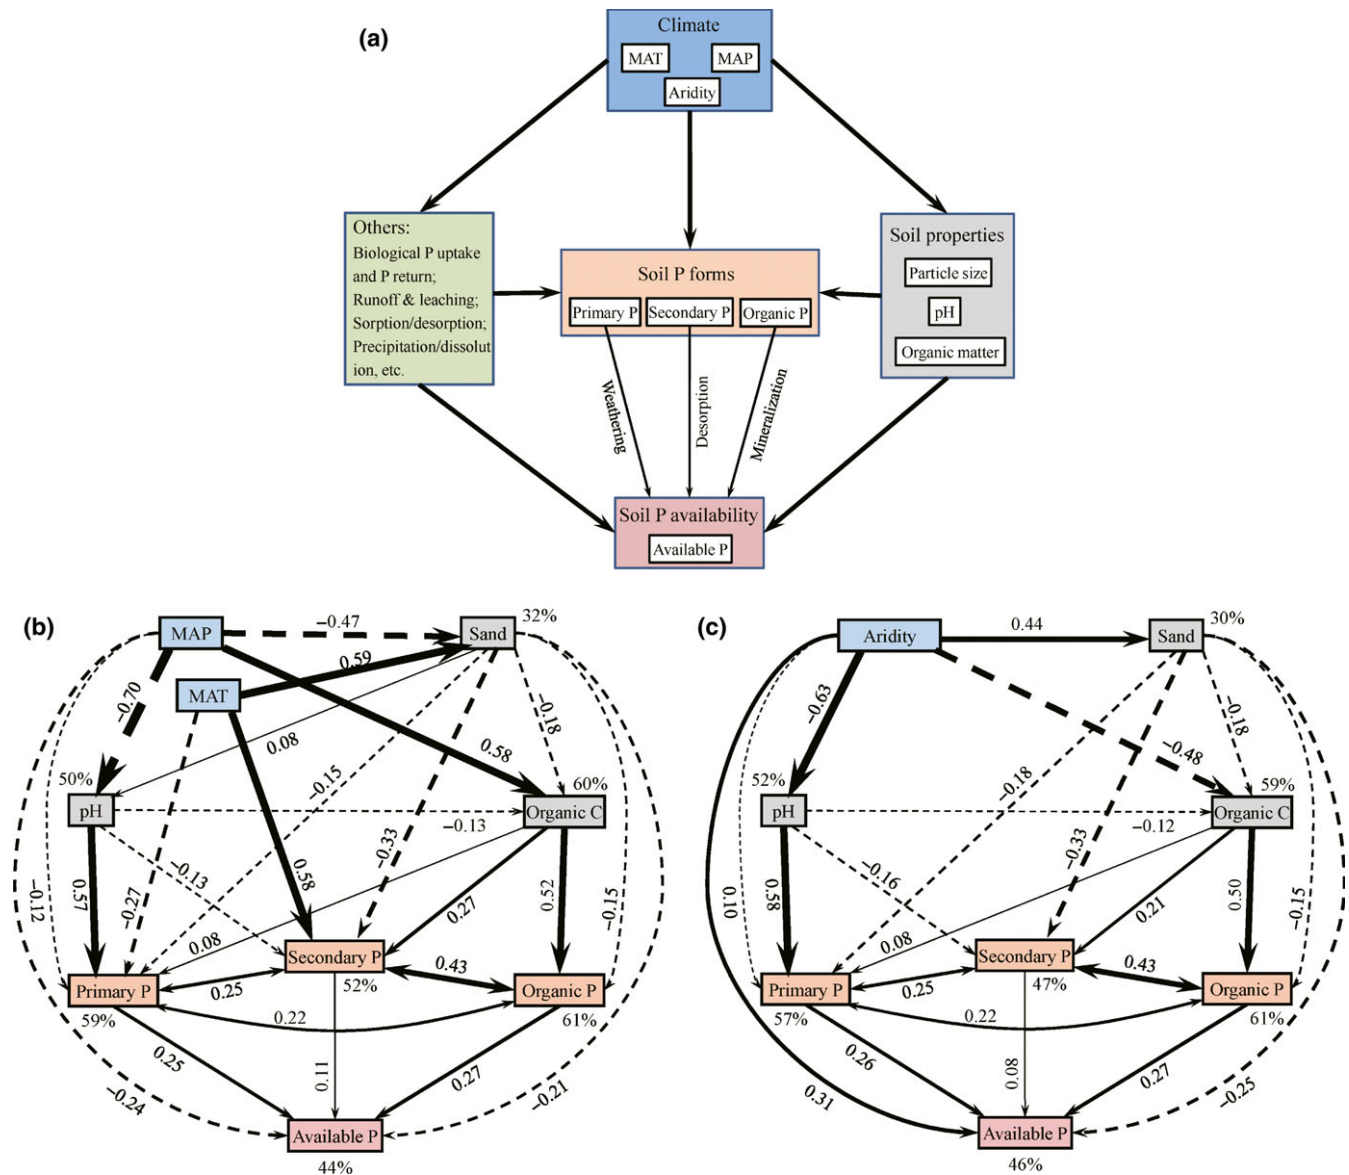 (a)
Climate
MAT
MAP
Aridity
Others:
Biological P uptake
and P return;
Runoff & leaching;
Sorption/desorption;
Precipitation/dissolut
ion, etc.
Soil P forms
Primary P
Secondary P
Organic P
Soil properties
Particle size
pH
Organic matter
Weathering
Desorption
Mineralization
Soil P availability
Available P
(b)
MAP
−0.47
Sand
32%
0.59
MAT
−0.70
−0.18
0.08
0.58
50%
−0.15
60%
pH
−0.13
Organic C
−0.33
−0.13
0.58
0.57
−0.27
0.27
0.52
−0.15
−0.12
0.08
Secondary P
52%
0.43
Primary P
0.25
Organic P
59%
0.22
61%
0.25
0.11
0.27
−0.24
−0.21
Available P
44%
(c)
Aridity
0.44
Sand
30%
−0.63
−0.18
−0.48
52%
−0.18
59%
pH
−0.12
Organic C
−0.33
−0.16
0.58
0.21
0.50
−0.15
0.10
0.08
Secondary P
47%
0.43
Primary P
0.25
Organic P
57%
0.22
61%
0.26
0.08
0.27
0.31
−0.25
Available P
46%